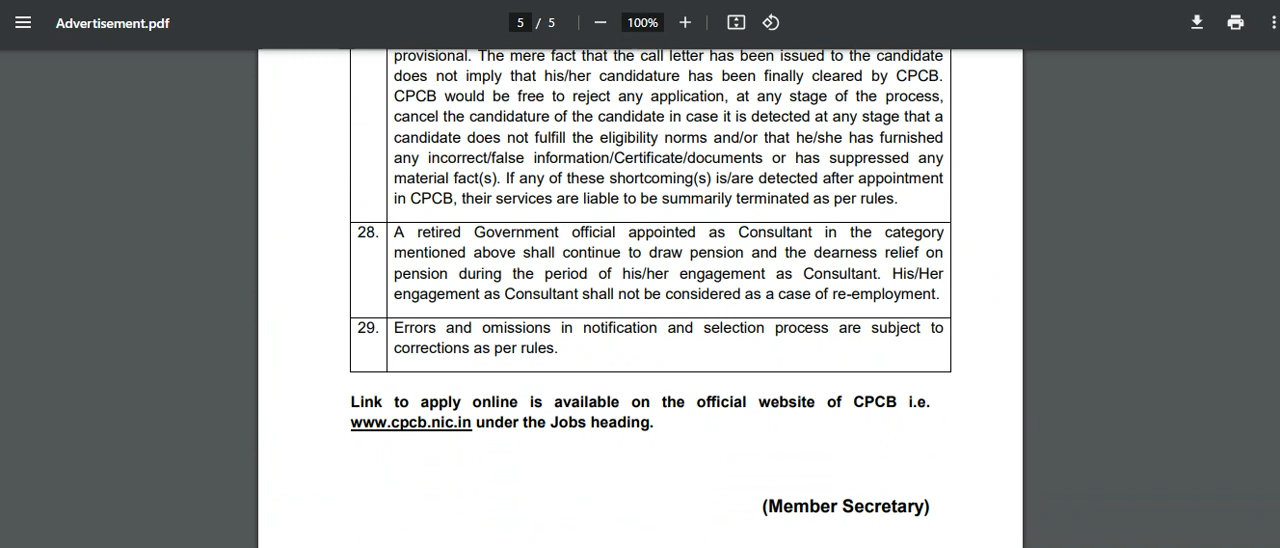 Advertisement.pdf
5 / 5
100%
provisional. The mere fact that the call letter has been issued to the candidate
does not imply that his/her candidature has been finally cleared by CPCB.
CPCB would be free to reject any application, at any stage of the process,
cancel the candidature of the candidate in case it is detected at any stage that a
candidate does not fulfill the eligibility norms and/or that he/she has furnished
any incorrect/false information/Certificate/documents or has suppressed any
material fact(s). If any of these shortcoming(s) is/are detected after appointment
in CPCB, their services are liable to be summarily terminated as per rules.
28. A retired Government official appointed as Consultant in the category
mentioned above shall continue to draw pension and the dearness relief on
pension during the period of his/her engagement as Consultant. His/Her
engagement as Consultant shall not be considered as a case of re-employment.
29. Errors and omissions in notification and selection process are subject to
corrections as per rules.
Link to apply online is available on the official website of CPCB i.e.
www.cpcb.nic.in under the Jobs heading.
(Member Secretary)